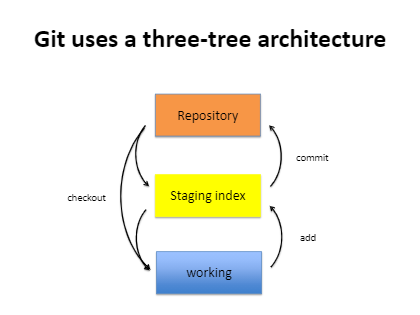 Git uses a three-tree architecture
Repository
commit
Staging index
checkout
add
working